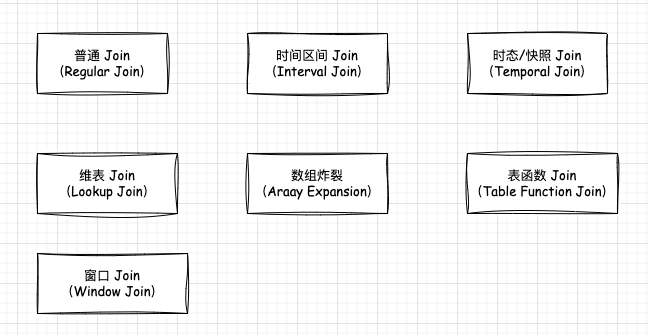 普通 Join
(Regular Join)
时间区间 Join
(Interval Join)
时态/快照 Join
(Temporal Join)
维表 Join
(Lookup Join)
数组炸裂
(Araay Expansion)
表函数 Join
(Table Function Join)
窗口 Join
(Window Join)